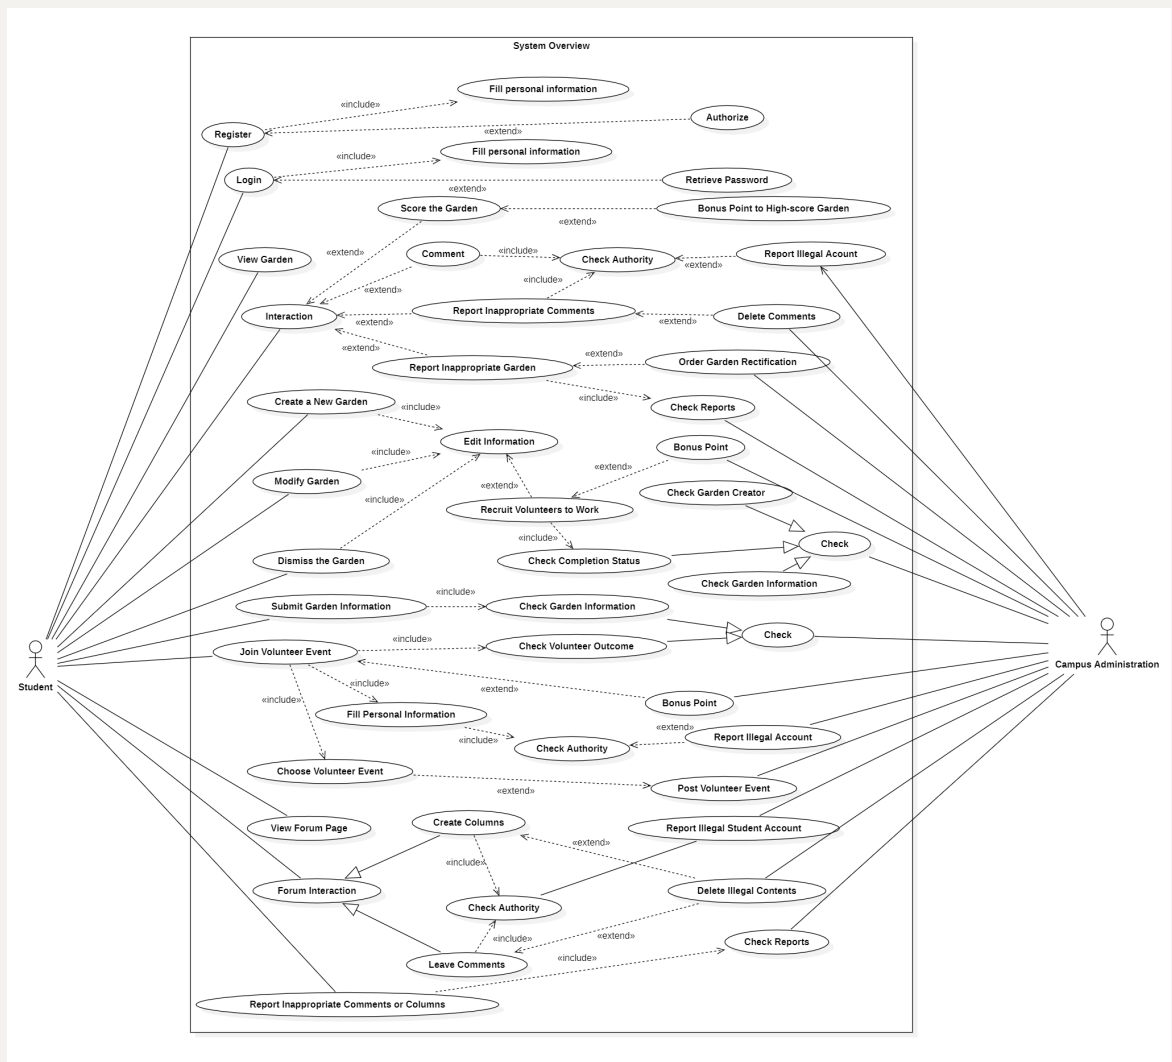 System Overview
Fill personal information
«include»
Authorize
Register
«extend»
Fill personal information
«include»
Login
Retrieve Password
«extend»
Score the Garden
Bonus Point to High-score Garden
«extend»
«extend»
Comment
«include»
Check Authority
Report Illegal Acount
«extend»
View Garden
«include»
«extend»
Interaction
Report Inappropriate Comments
Delete Comments
«extend»
«extend»
«extend»
Report Inappropriate Garden
«extend»
Order Garden Rectification
«include»
Create a New Garden
«include»
Check Reports
Edit Information
Bonus Point
«include»
Modify Garden
«extend»
«extend»
Check Garden Creator
«include»
Recruit Volunteers to Work
«include»
Check
Dismiss the Garden
Check Completion Status
Check Garden Information
«include»
Submit Garden Information
Check Garden Information
Check
«include»
Join Volunteer Event
Check Volunteer Outcome
Student
Campus Administration
«include»
«extend»
«include»
Bonus Point
Fill Personal Information
«extend»
«include»
Check Authority
Report Illegal Account
Choose Volunteer Event
«extend»
Post Volunteer Event
View Forum Page
Create Columns
Report Illegal Student Account
«extend»
«include»
Forum Interaction
Delete Illegal Contents
Check Authority
«include»
«extend»
Check Reports
Leave Comments
«include»
Report Inappropriate Comments or Columns